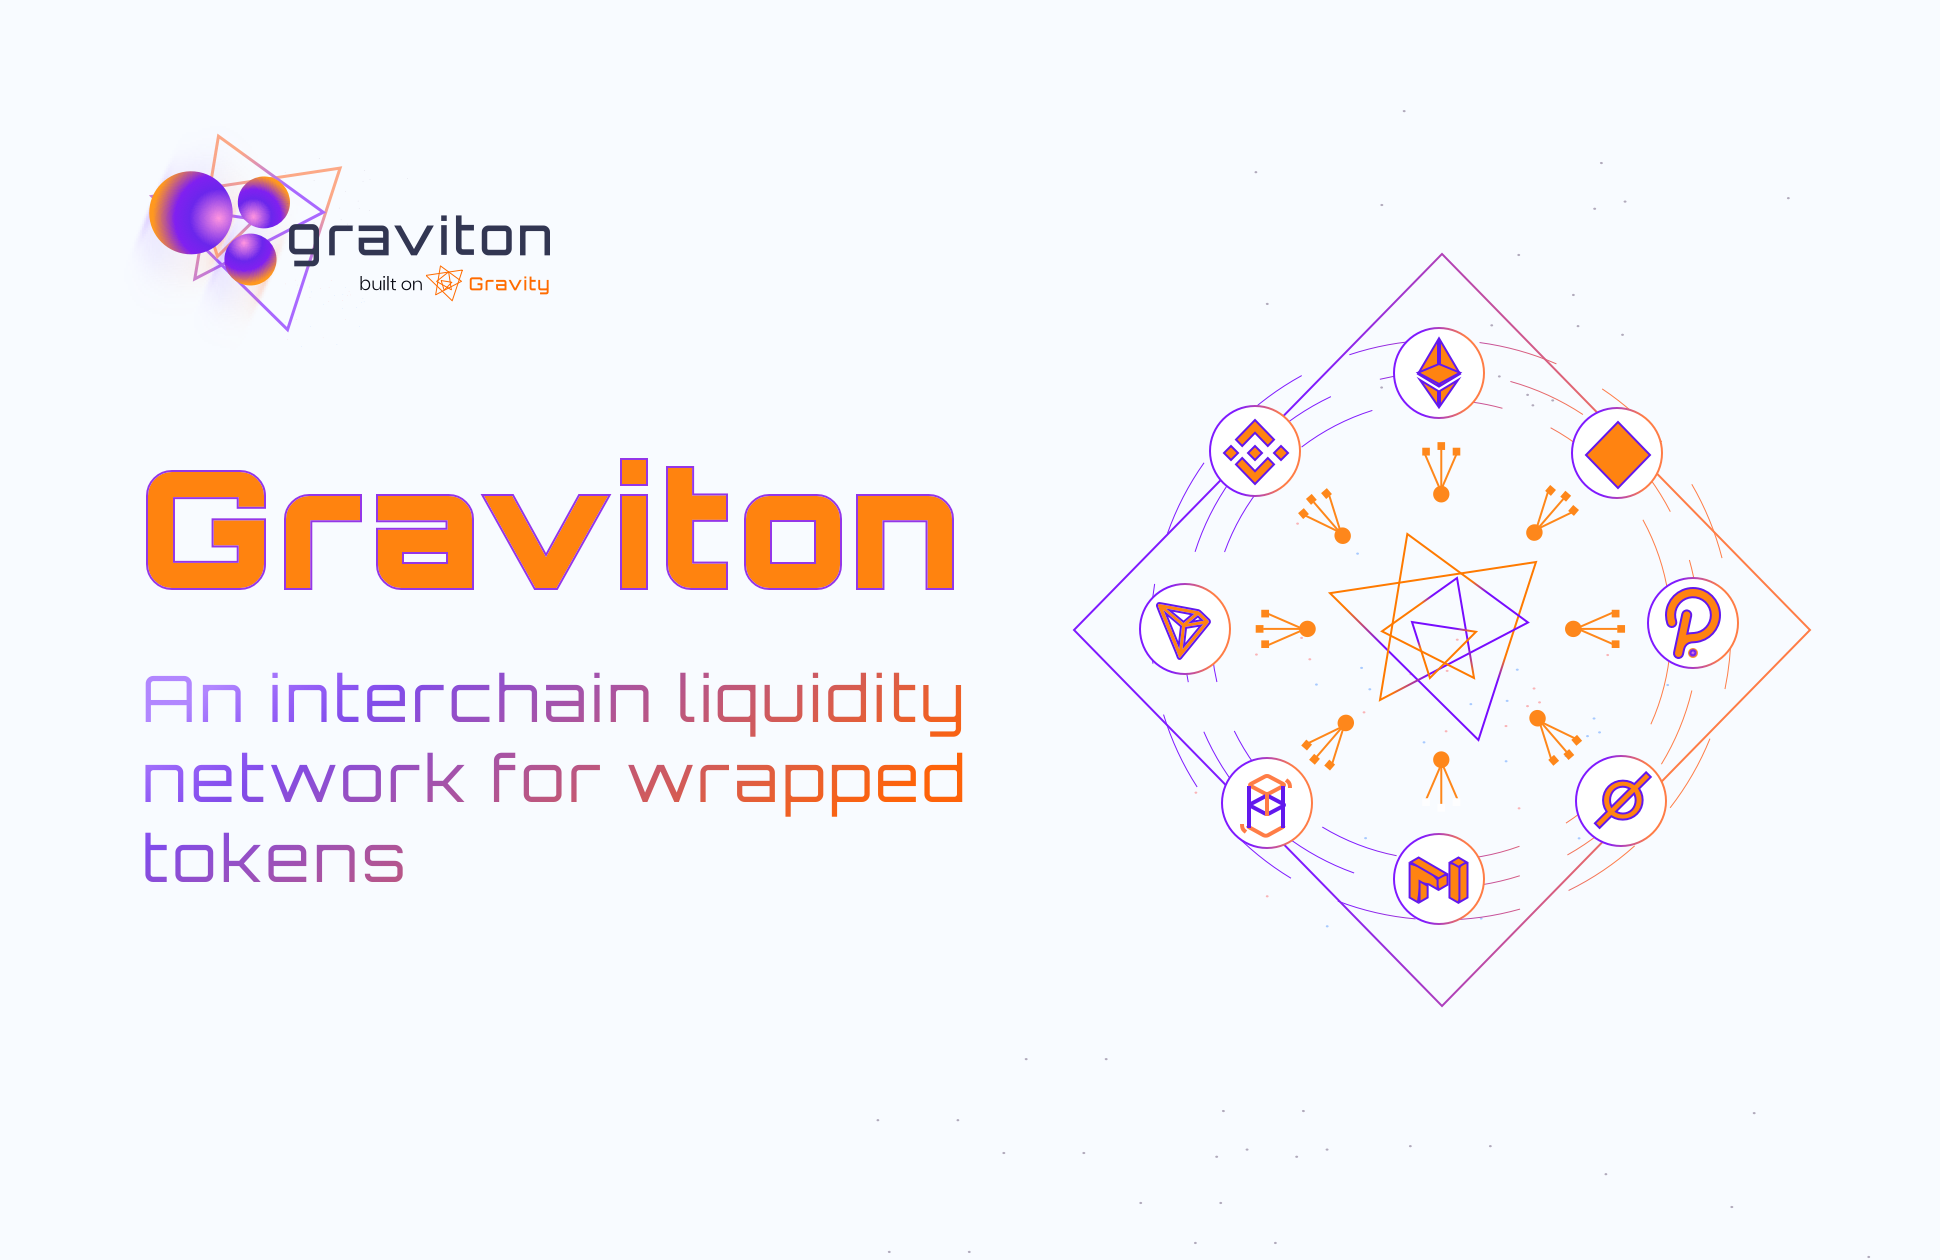 graviton
built on Gravity
Graviton
An interchain liquidity
network for wrapped
tokens